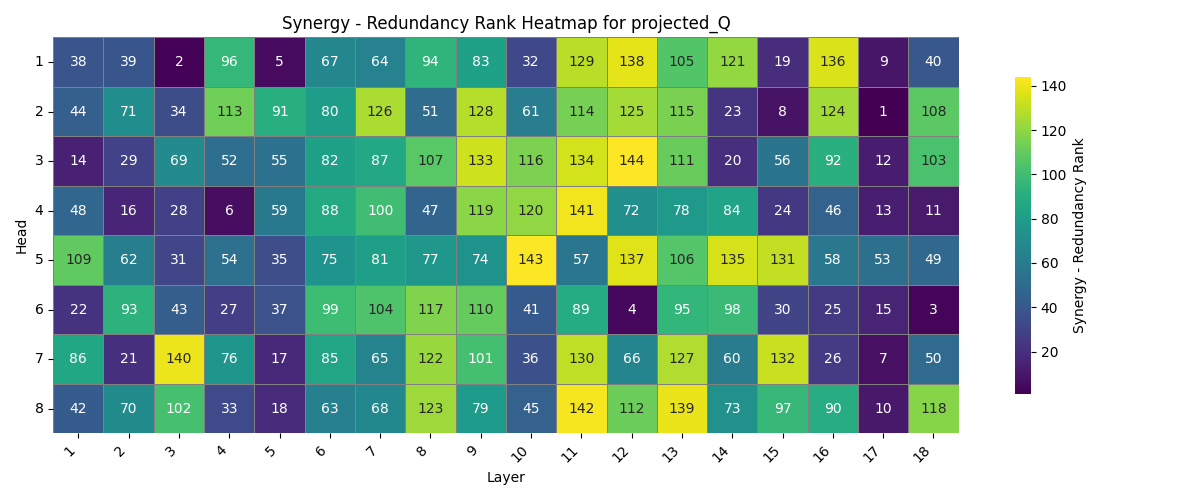 Synergy - Redundancy Rank Heatmap for projected_Q
1 38 39 2 96 5 67 64 94 83 32 129 138 105 121 19 136 9 40
2 44 71 34 113 91 80 126 51 128 61 114 125 115 23 8 124 1 108
3 14 29 69 52 55 82 87 107 133 116 134 144 111 20 56 92 12 103
4 48 16 28 6 59 88 100 47 119 120 141 72 78 84 24 46 13 11
5 109 62 31 54 35 75 81 77 74 143 57 137 106 135 131 58 53 49
6 22 93 43 27 37 99 104 117 110 41 89 4 95 98 30 25 15 3
7 86 21 140 76 17 85 65 122 101 36 130 66 127 60 132 26 7 50
8 42 70 102 33 18 63 68 123 79 45 142 112 139 73 97 90 10 118
Head
1 2 3 4 5 6 7 8 9 10 11 12 13 14 15 16 17 18
Layer
140
120
100
80
60
40
20
Synergy - Redundancy Rank